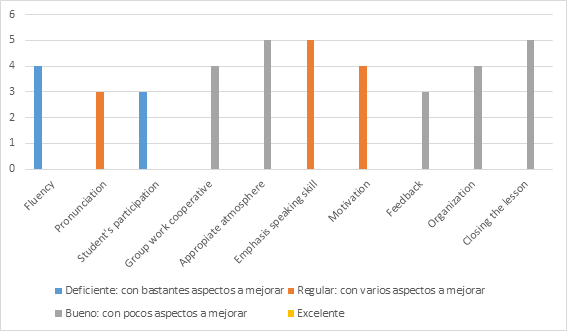 6
5
4
3
2
1
0
Fluency
Pronunciation
Student's participation
Group work cooperative
Appropiate atmosphere
Emphasis speaking skill
Motivation
Feedback
Organization
Closing the lesson
Deficiente: con bastantes aspectos a mejorar
Regular: con varios aspectos a mejorar
Bueno: con pocos aspectos a mejorar
Excelente